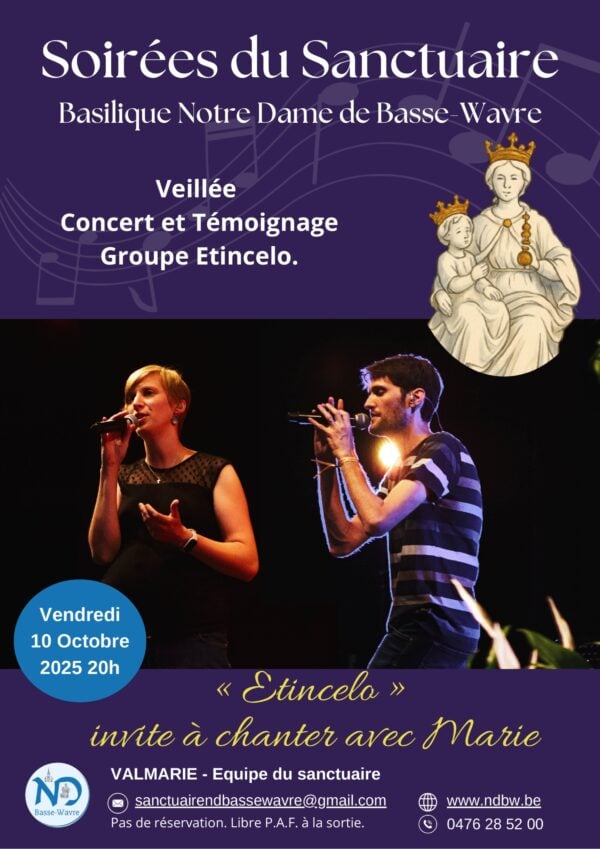 Soirées du Sanctuaire
Basilique Notre Dame de Basse-Wavre
Veillée
Concert et Témoignage
Groupe Etincelo.
Vendredi
10 Octobre
2025 20h
« Etincelo »
invite à chanter avec Marie
ND
Basse-Wavre
VALMARIE - Equipe du sanctuaire
sanctuairendbassewavre@gmail.com
www.ndbw.be
Pas de réservation. Libre P.A.F. à la sortie.
0476 28 52 00